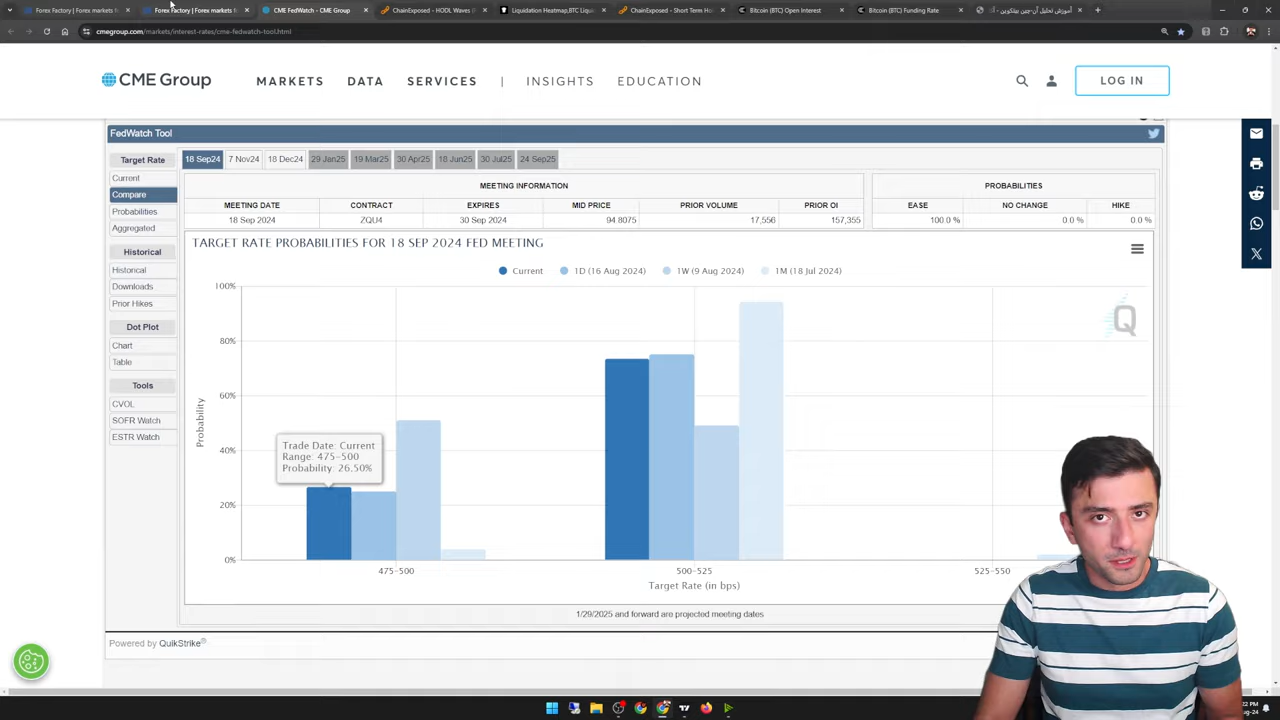 Forex Factory | Forex markets f
Forex Factory | Forex markets f
CME FedWatch - CME Group
ChainExposed - HODL Waves (
Liquidation Heatmap,BTC Liqui
ChainExposed - Short Term Ho
Bitcoin (BTC) Open Interest
Bitcoin (BTC) Funding Rate
آموزش تحلیل آن-چین بیتکوین
cmegroup.com/markets/interest-rates/cme-fedwatch-tool.html
CME Group
MARKETS DATA SERVICES | INSIGHTS EDUCATION
LOG IN
FedWatch Tool
Target Rate
Current
Compare
Probabilities
Aggregated
Historical
Historical
Downloads
Prior Hikes
Dot Plot
Chart
Table
Tools
CVOL
SOFR Watch
ESTR Watch
18 Sep24 7 Nov24 18 Dec24 29 Jan25 19 Mar25 30 Apr25 18 Jun25 30 Jul25 24 Sep25
MEETING INFORMATION
MEETING DATE CONTRACT EXPIRES MID PRICE PRIOR VOLUME PRIOR OI
18 Sep 2024 ZQU4 30 Sep 2024 94.8075 17,556 157,355
PROBABILITIES
EASE NO CHANGE HIKE
100.0 % 0.0 % 0.0 %
TARGET RATE PROBABILITIES FOR 18 SEP 2024 FED MEETING
Current 1D (16 Aug 2024) 1W (9 Aug 2024) 1M (18 Jul 2024)
100%
80%
60%
40%
20%
0%
Probability
Q
Trade Date: Current
Range: 475-500
Probability: 26.50%
475-500 500-525 525-550
Target Rate (in bps)
1/29/2025 and forward are projected meeting dates
Powered by QuikStrike®